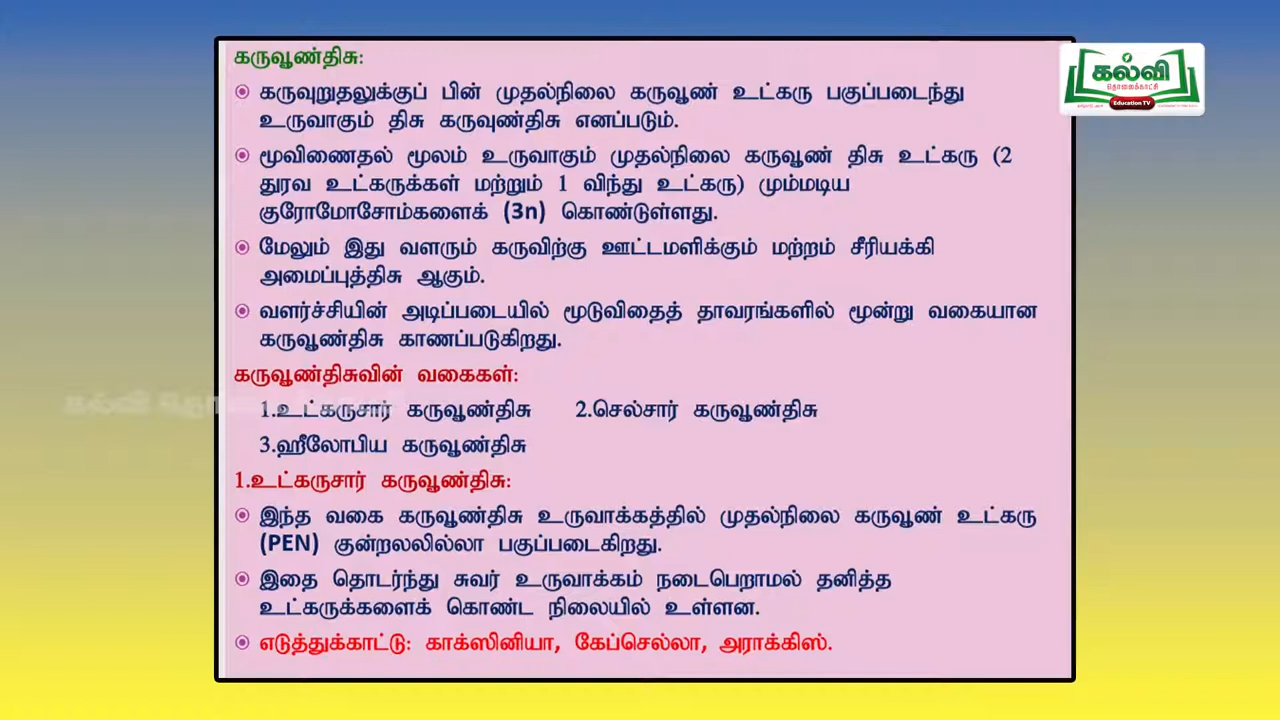 கருவூண்திசு:
கருவுறுதலுக்குப் பின் முதல்நிலை கருவூண் உட்கரு பகுப்படைந்து
உருவாகும் திசு கருவுண்திசு எனப்படும்.
மூவிணைதல் மூலம் உருவாகும் முதல்நிலை கருவூண் திசு உட்கரு (2
துரவ உட்கருக்கள் மற்றும் 1 விந்து உட்கரு) மும்மடிய
குரோமோசோம்களைக் (3n) கொண்டுள்ளது.
மேலும் இது வளரும் கருவிற்கு ஊட்டமளிக்கும் மற்றம் சீரியக்கி
அமைப்புத்திசு ஆகும்.
வளர்ச்சியின் அடிப்படையில் மூடுவிதைத் தாவரங்களில் மூன்று வகையான
கருவூண்திசு காணப்படுகிறது.
கருவூண்திசுவின் வகைகள்:
1.உட்கருசார் கருவூண்திசு 2.செல்சார் கருவூண்திசு
3.ஹீலோபிய கருவூண்திசு
1.உட்கருசார் கருவூண்திசு:
இந்த வகை கருவூண்திசு உருவாக்கத்தில் முதல்நிலை கருவூண் உட்கரு
(PEN) குன்றலலில்லா பகுப்படைகிறது.
இதை தொடர்ந்து சுவர் உருவாக்கம் நடைபெறாமல் தனித்த
உட்கருக்களைக் கொண்ட நிலையில் உள்ளன.
எடுத்துக்காட்டு: காக்ஸினியா, கேப்செல்லா, அராக்கிஸ்.
கல்வி
தொலைக்காட்சி
Education TV